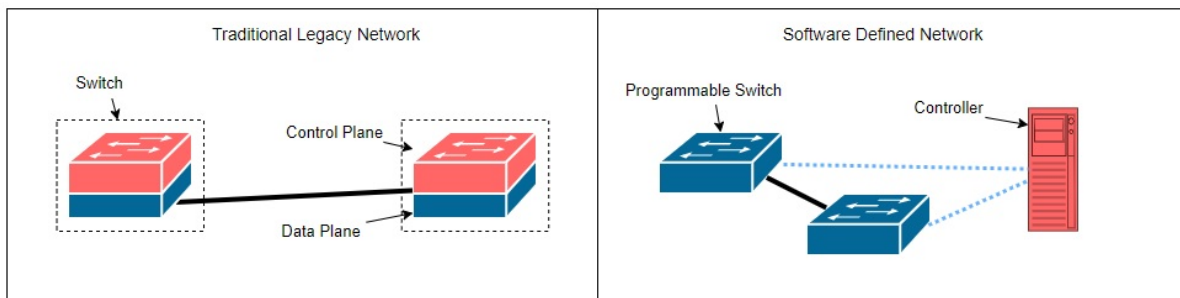 Traditional Legacy Network
Switch
Control Plane
Data Plane
Software Defined Network
Programmable Switch
Controller